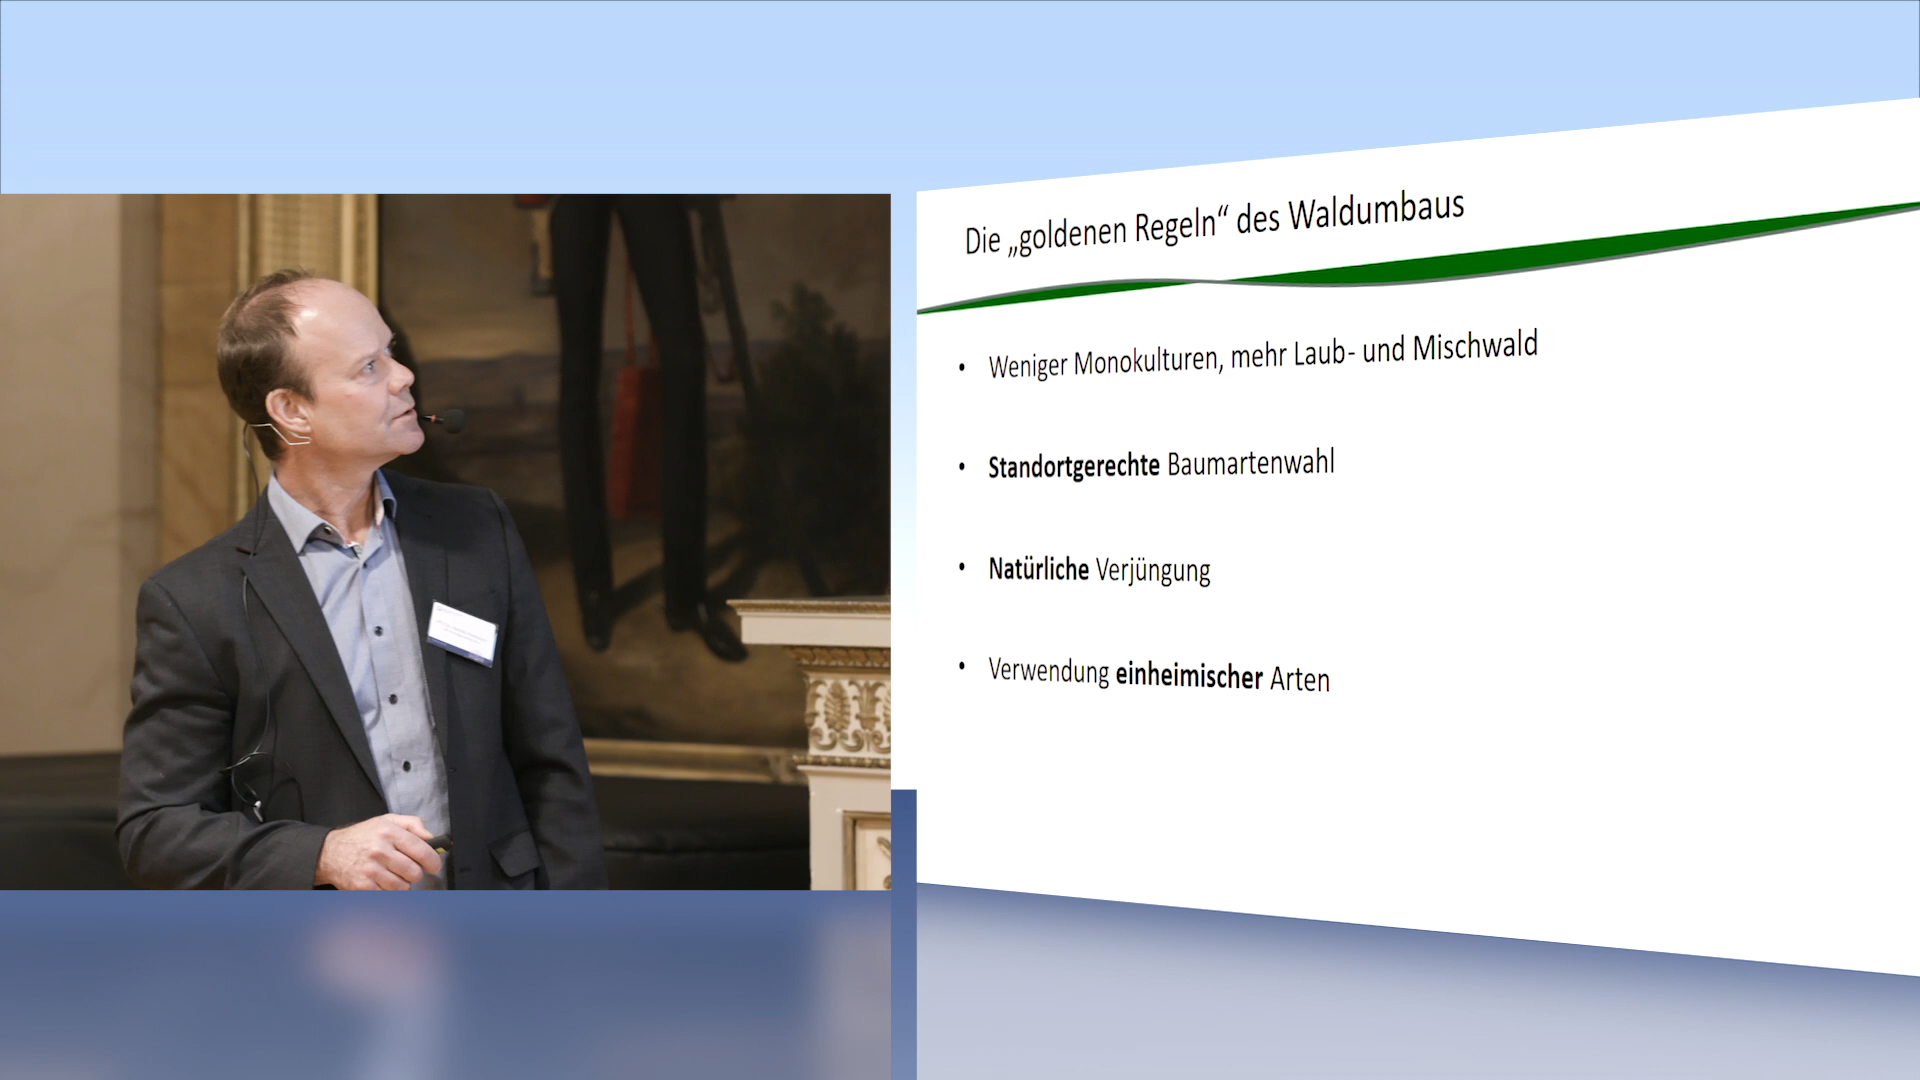 Die „goldenen Regeln“ des Waldumbaus
• Weniger Monokulturen, mehr Laub- und Mischwald
• Standortgerechte Baumartenwahl
• Natürliche Verjüngung
• Verwendung einheimischer Arten